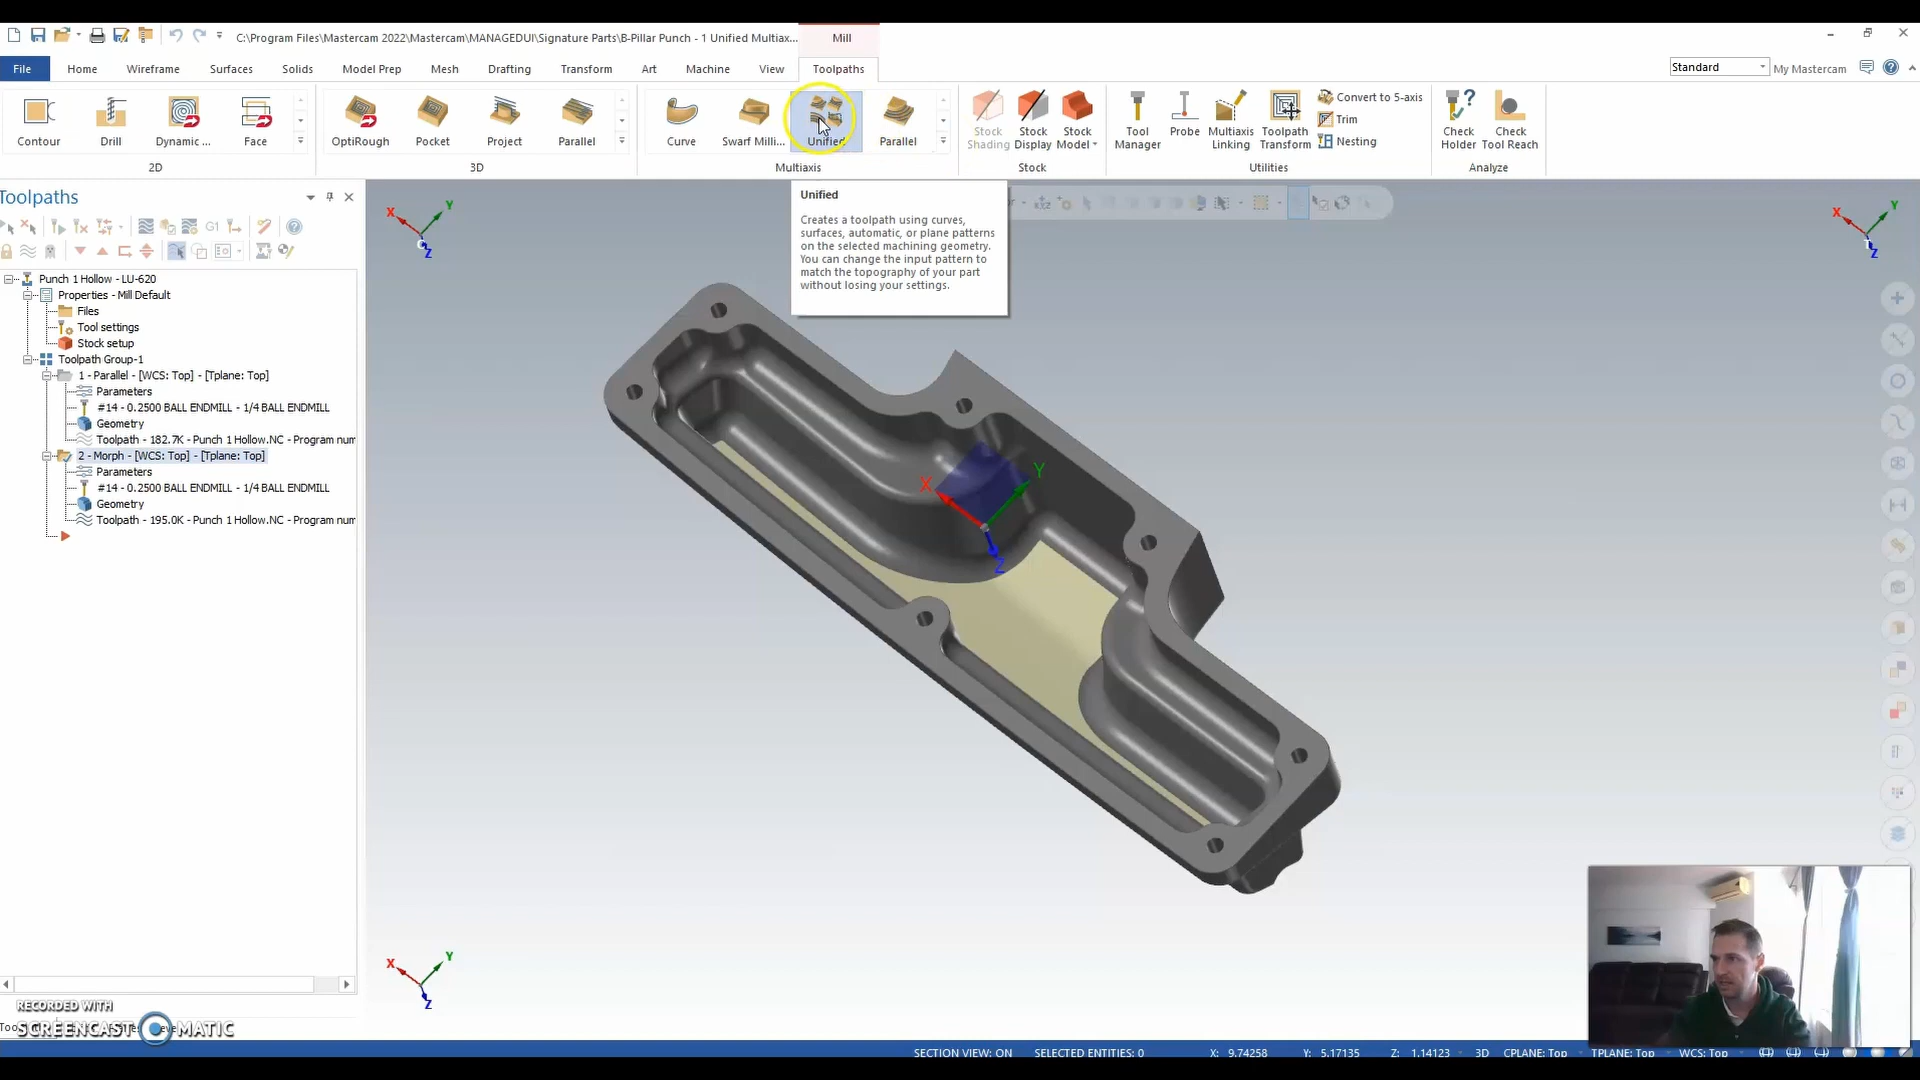 C:\Program Files\Mastercam 2022\Mastercam\MANAGEDUI\Signature Parts\B-Pillar Punch - 1 Unified Multiax...
Mill
File
Home
Wireframe
Surfaces
Solids
Model Prep
Mesh
Drafting
Transform
Art
Machine
View
Toolpaths
Standard
My Mastercam
Contour
Drill
Dynamic ...
Face
OptiRough
Pocket
Project
Parallel
Curve
Swarf Milli...
Unified
Parallel
Stock Shading
Stock Display
Stock Model
Tool Manager
Probe
Multiaxis Linking
Toolpath Transform
Convert to 5-axis
Trim
Nesting
Check Holder
Check Tool Reach
2D
3D
Multiaxis
Stock
Utilities
Analyze
Toolpaths
G1
Punch 1 Hollow - LU-620
Properties - Mill Default
Files
Tool settings
Stock setup
Toolpath Group-1
1 - Parallel - [WCS: Top] - [Tplane: Top]
Parameters
#14 - 0.2500 BALL ENDMILL - 1/4 BALL ENDMILL
Geometry
Toolpath - 182.7K - Punch 1 Hollow.NC - Program num
2 - Morph - [WCS: Top] - [Tplane: Top]
Parameters
#14 - 0.2500 BALL ENDMILL - 1/4 BALL ENDMILL
Geometry
Toolpath - 195.0K - Punch 1 Hollow.NC - Program num
Unified
Creates a toolpath using curves,
surfaces, automatic, or plane patterns
on the selected machining geometry.
You can change the input pattern to
match the topography of your part
without losing your settings.
X
Y
Z
X
Y
Z
X
Y
Z
X
Y
Z
RECORDED WITH
SCREENCAST MATIC
SECTION VIEW: ON
SELECTED ENTITIES: 0
X: 9.74258
Y: 5.17135
Z: 1.14123
3D
CPLANE: Top
TPLANE: Top
WCS: Top